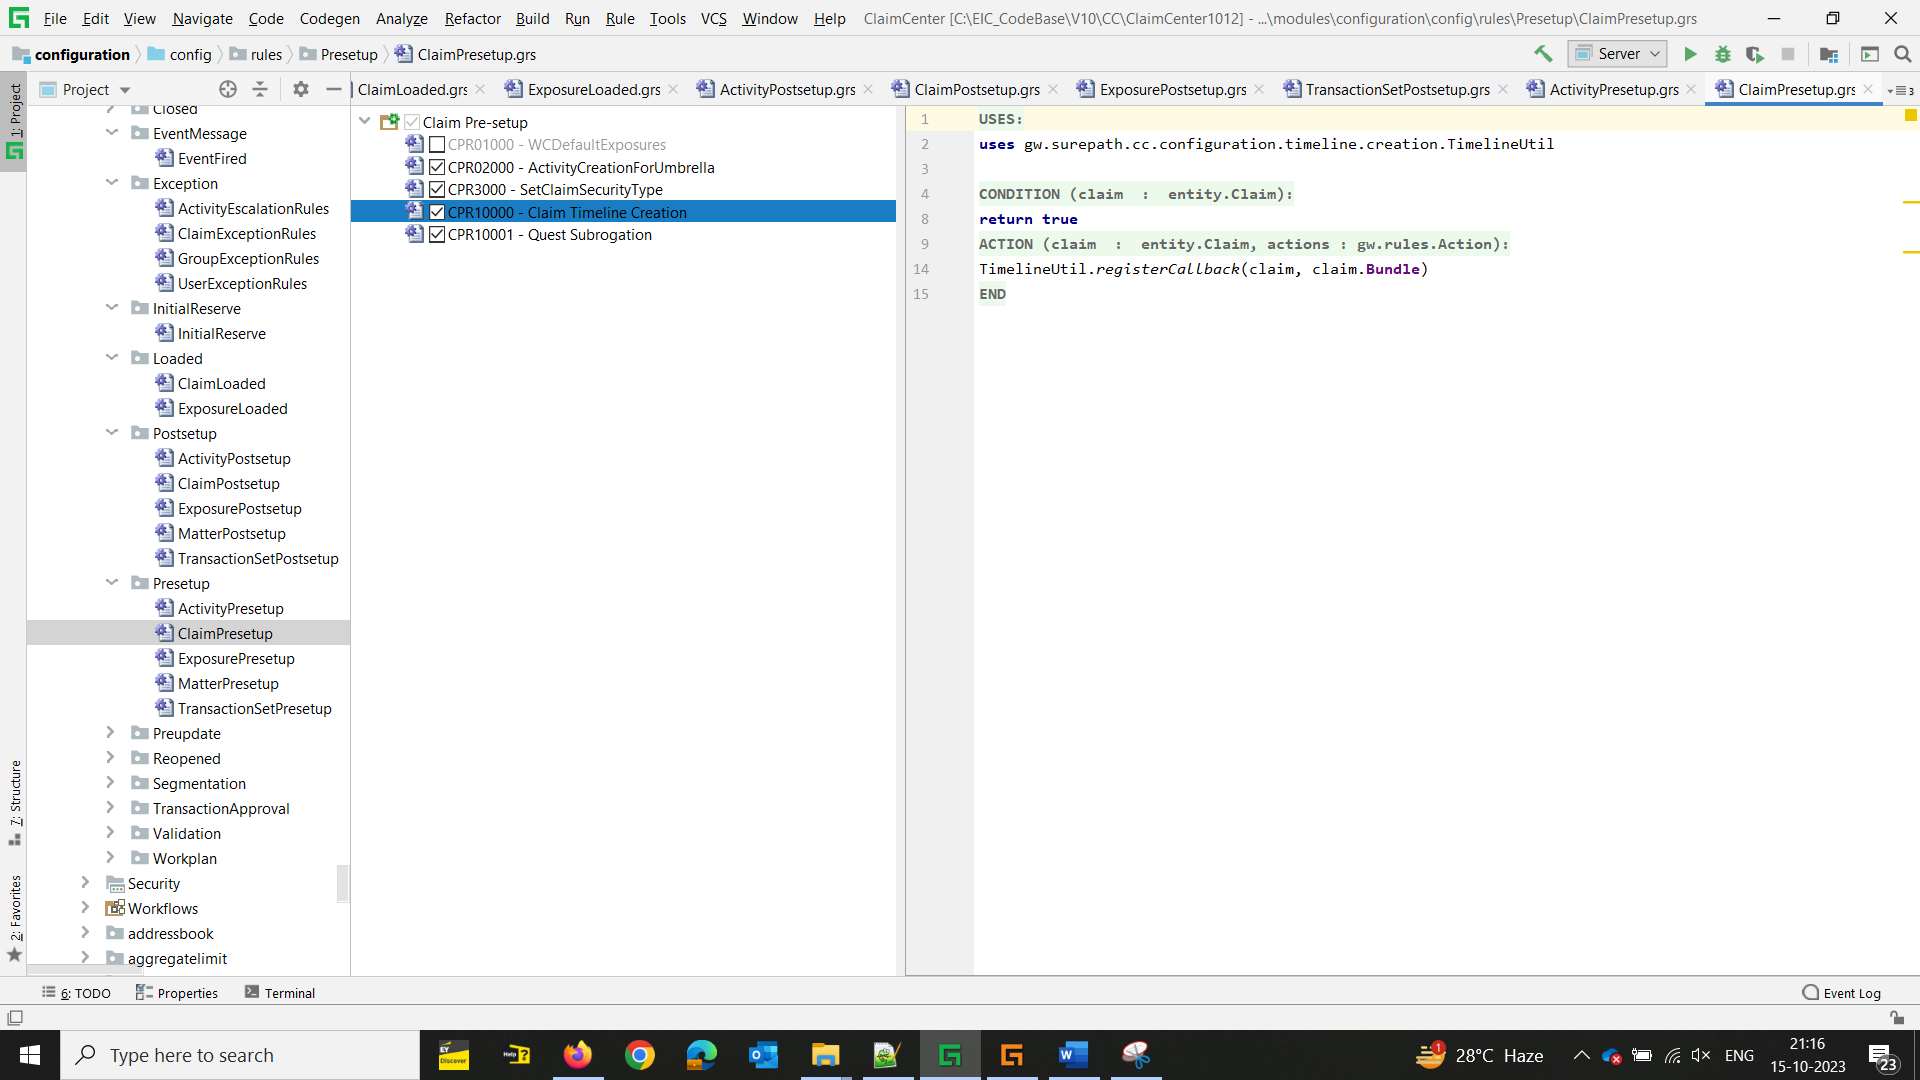 File Edit View Navigate Code Codegen Analyze Refactor Build Run Rule Tools VCS Window Help ClaimCenter [C:\EIC_CodeBase\V10\CC\ClaimCenter1012] - ...\modules\configuration\config\rules\Presetup\ClaimPresetup.grs
configuration config rules Presetup ClaimPresetup.grs Server
Project ClaimLoaded.grs ExposureLoaded.grs ActivityPostsetup.grs ClaimPostsetup.grs ExposurePostsetup.grs TransactionSetPostsetup.grs ActivityPresetup.grs ClaimPresetup.grs 3
1: Project
7: Structure
2: Favorites
Closed
EventMessage
EventFired
Exception
ActivityEscalationRules
ClaimExceptionRules
GroupExceptionRules
UserExceptionRules
InitialReserve
InitialReserve
Loaded
ClaimLoaded
ExposureLoaded
Postsetup
ActivityPostsetup
ClaimPostsetup
ExposurePostsetup
MatterPostsetup
TransactionSetPostsetup
Presetup
ActivityPresetup
ClaimPresetup
ExposurePresetup
MatterPresetup
TransactionSetPresetup
Preupdate
Reopened
Segmentation
TransactionApproval
Validation
Workplan
Security
Workflows
addressbook
aggregatelimit
Claim Pre-setup
CPR01000 - WCDefaultExposures
CPR02000 - ActivityCreationForUmbrella
CPR3000 - SetClaimSecurityType
CPR10000 - Claim Timeline Creation
CPR10001 - Quest Subrogation
1 USES:
2 uses gw.surepath.cc.configuration.timeline.creation.TimelineUtil
3
4 CONDITION (claim : entity.Claim):
8 return true
9 ACTION (claim : entity.Claim, actions : gw.rules.Action):
14 TimelineUtil.registerCallback(claim, claim.Bundle)
15 END
6: TODO Properties Terminal Event Log
Type here to search
EY Discover
Help ?
1 28°C Haze ENG
21:16
15-10-2023
23